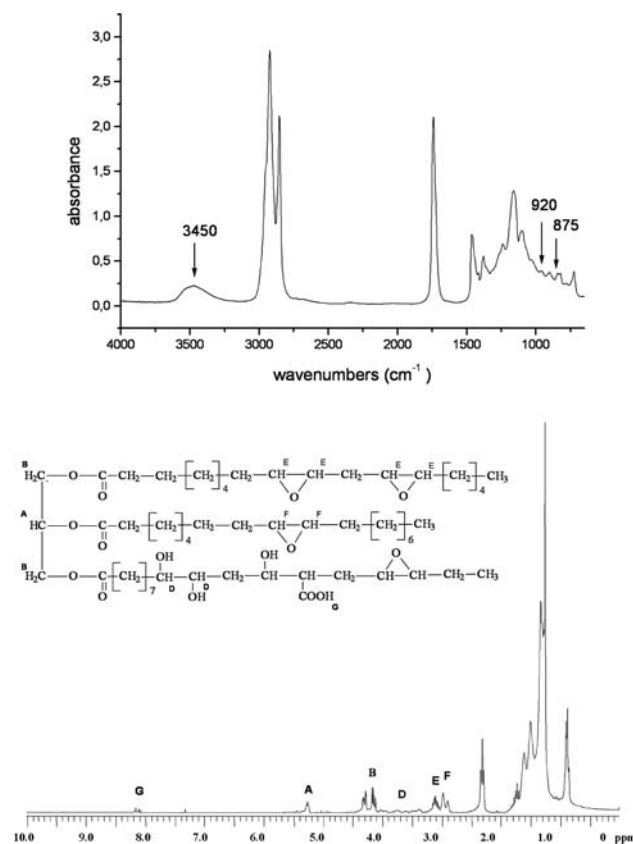 3,0
2,5
2,0
1,5
1,0
0,5
0,0
absorbance
3450
920
875
4000 3500 3000 2500 2000 1500 1000
wavenumbers (cm⁻¹)
B E E E E
H₂C—O—C—CH₂—CH₂—[CH₂]₄—CH₂—CH—CH—CH₂—CH—CH—[CH₂]₄—CH₃
O O O
A F F
HC—O—C—CH₂—[CH₂]₄—CH₂—CH₂—CH—CH—CH₂—[CH₂]₆—CH₃
O O
B OH OH O
H₂C—O—C—[CH₂]₇—CH—CH—CH₂—CH—CH—CH₂—CH—CH—CH₂—CH₃
O D OH D COOH
G
G A B D E F
10.0 9.0 8.0 7.0 6.0 5.0 4.0 3.0 2.0 1.0 0 ppm